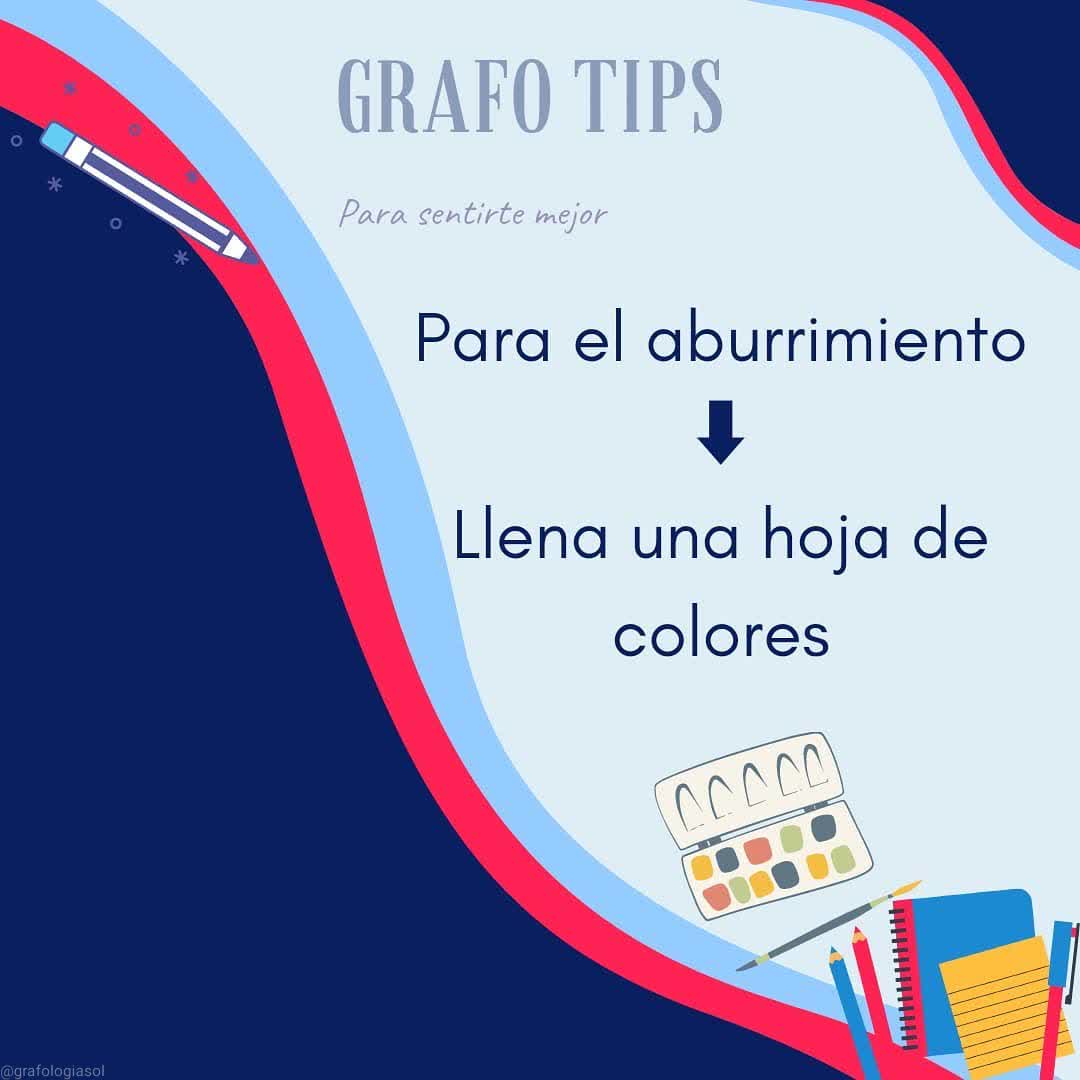 GRAFO TIPS
Para sentirte mejor
Para el aburrimiento
Llena una hoja de
colores
@grafologiasol